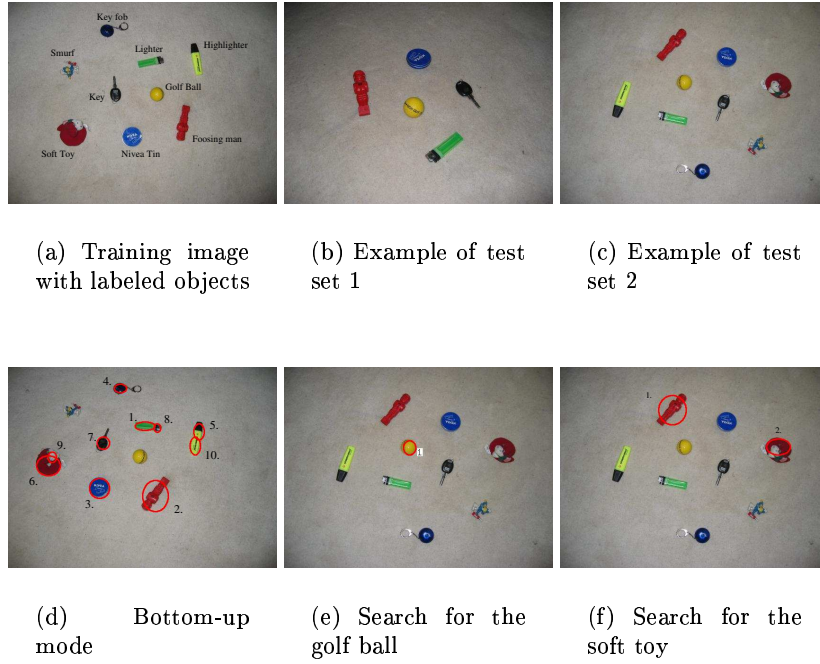 Key fob
Smurf
Lighter
Highlighter
Key
Golf Ball
Soft Toy
Nivea Tin
Foosing man
(a) Training image
with labeled objects
(b) Example of test
set 1
(c) Example of test
set 2
4.
1.
8.
5.
7.
9.
10.
6.
3.
2.
1.
1.
2.
(d) Bottom-up
mode
(e) Search for the
golf ball
(f) Search for the
soft toy